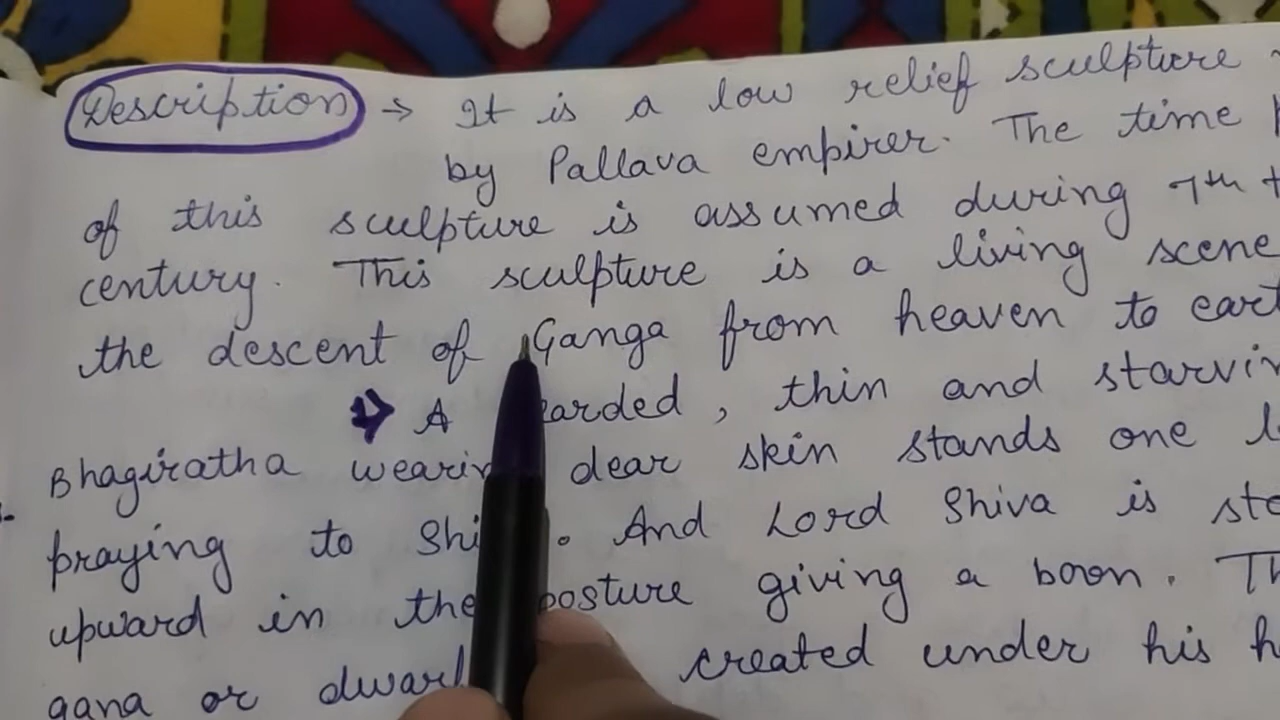 Description → It is a low relief sculpture
by Pallava empirer. The time
of this sculpture is assumed during 7th
century. This sculpture is a living scene
the descent of Ganga from heaven to
A thin and
Bhagiratha dear skin stands one
praying to . And Lord Shiva is
upward in the posture giving a boon.
gana or created under his